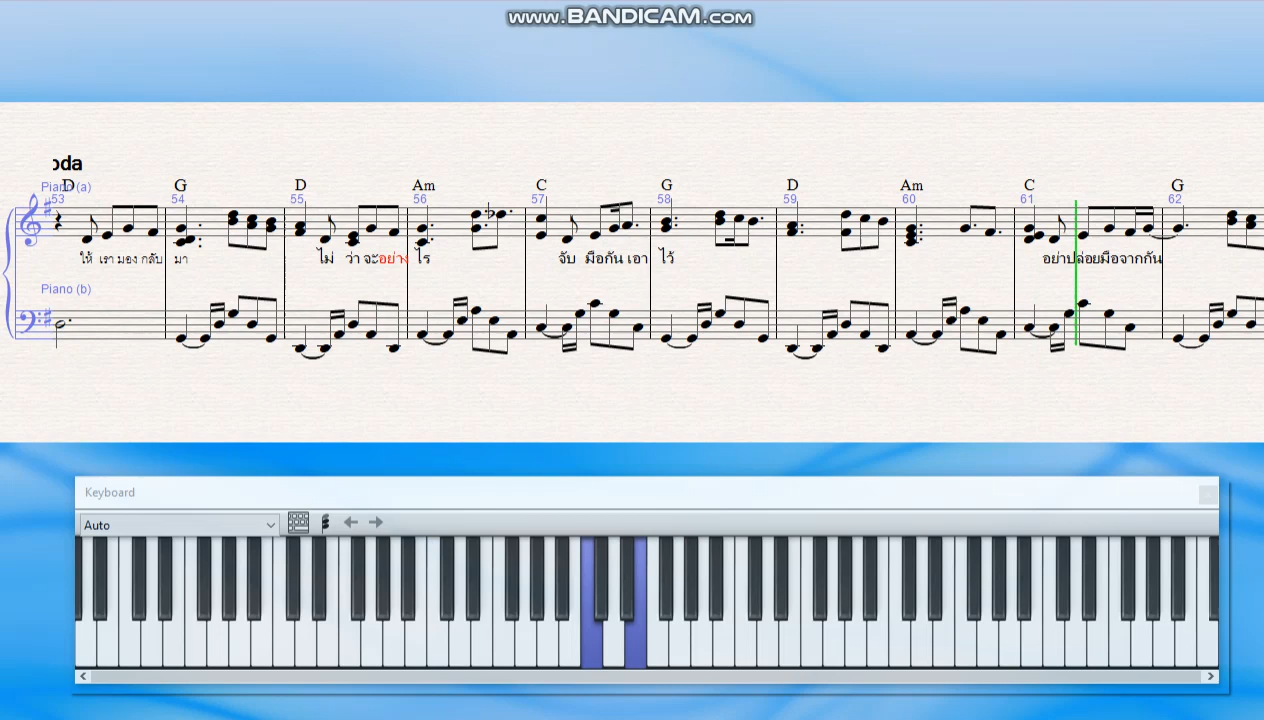 www.BANDICAM.com
oda
Piano (a)
D G D Am C G D Am C G
53 54 55 56 57 58 59 60 61 62
ให้ เรา มอง กลับ มา ไม่ ว่า จะอย่าง ไร จับ มือกัน เอา ไว้ อย่าปล่อยมือจากกัน
Piano (b)
Keyboard
Auto